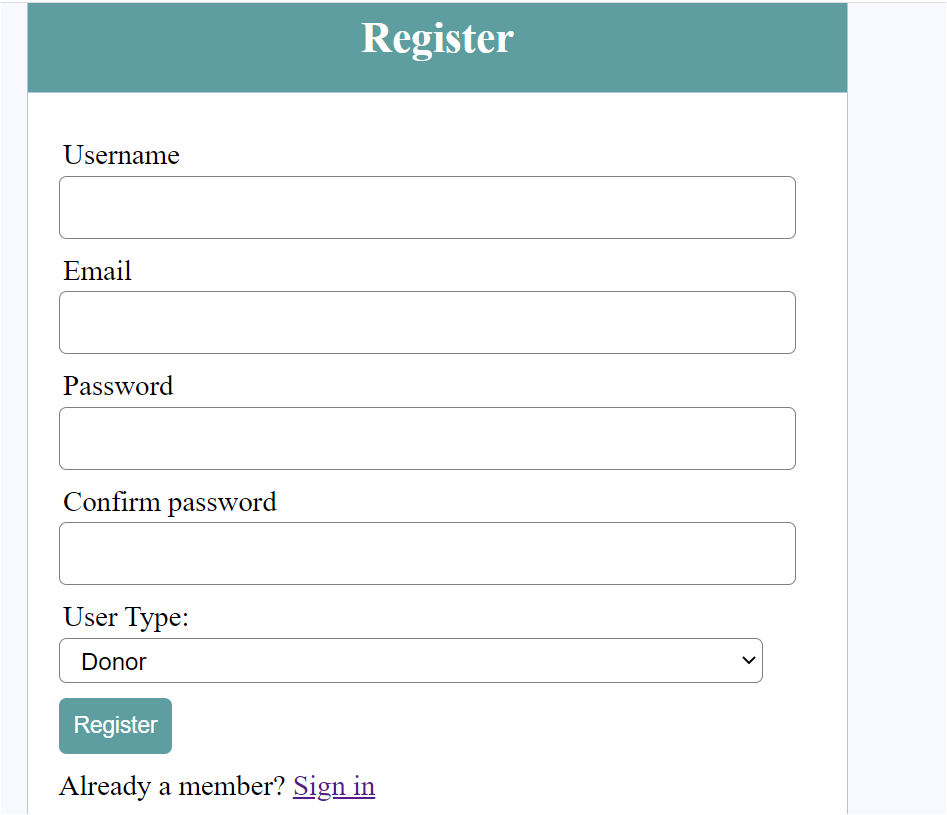 Register
Username
Email
Password
Confirm password
User Type:
Donor
Register
Already a member? Sign in